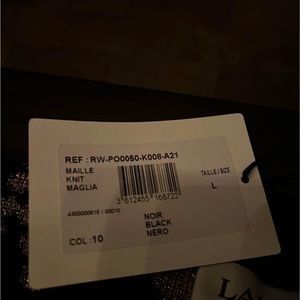 REF : RW-PO0050-K008-A21
MAILLE
KNIT
MAGLIA
TAILLE / SIZE
L
3 612455 168722
4300000616 / 00010
NOIR
BLACK
NERO
COL : 10
LA